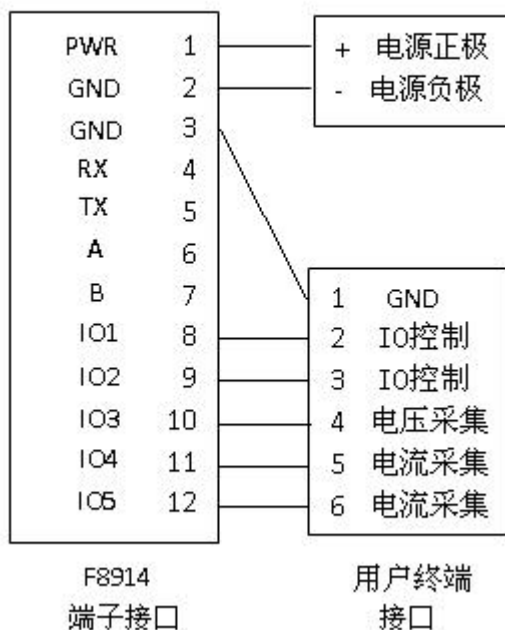 PWR 1
GND 2
GND 3
RX 4
TX 5
A 6
B 7
IO1 8
IO2 9
IO3 10
IO4 11
IO5 12
F8914
端子接口
+ 电源正极
- 电源负极
1 GND
2 IO控制
3 IO控制
4 电压采集
5 电流采集
6 电流采集
用户终端
接口